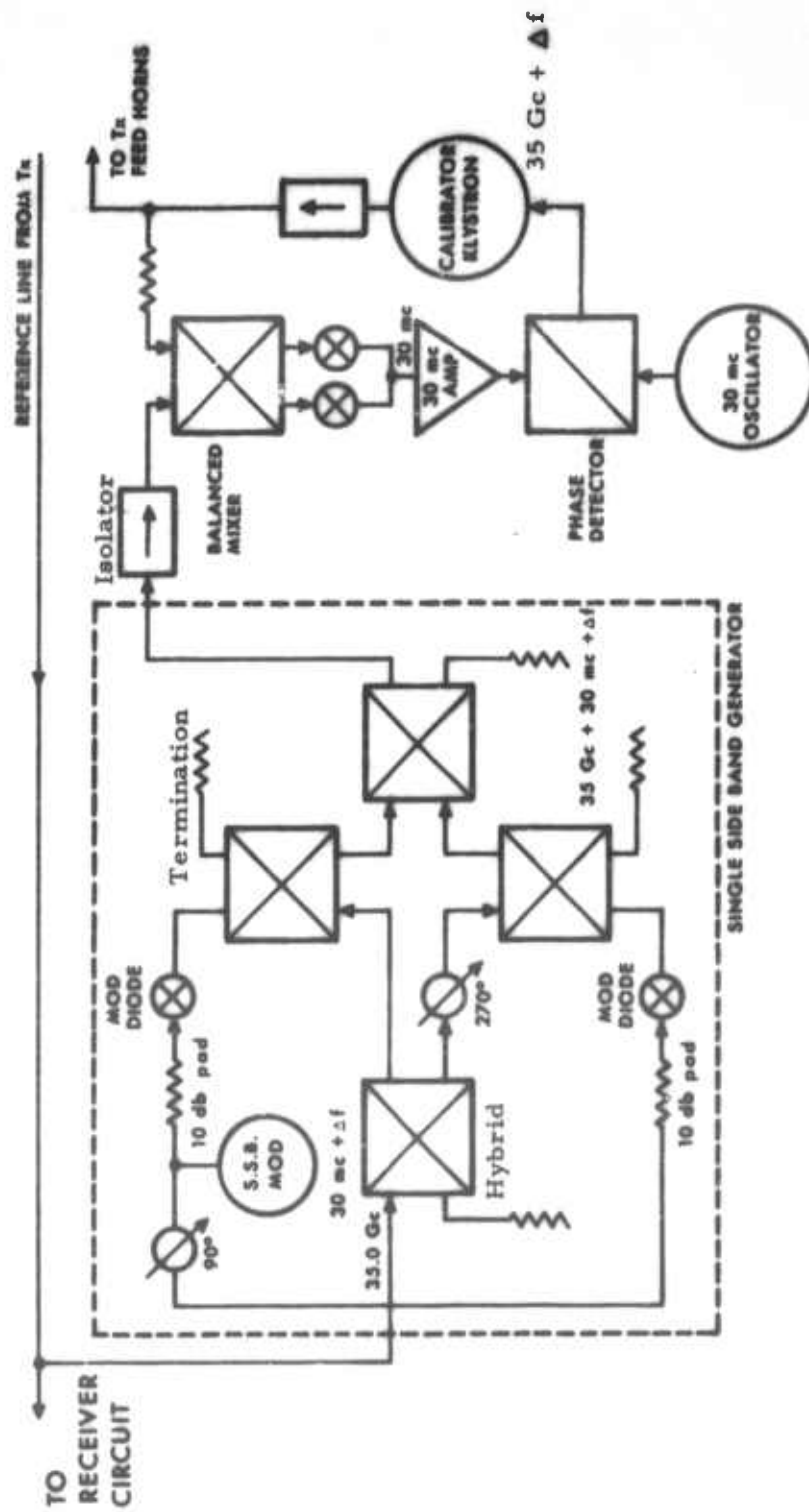 REFERENCE LINE FROM Tx
TO
RECEIVER
CIRCUIT
TO Tx
FEED HORNS
Isolator
BALANCED
MIXER
30 mc
30 mc
AMP
CALIBRATOR
KLYSTRON
35 Gc + Δf
PHASE
DETECTOR
30 mc
OSCILLATOR
90°
S.S.B.
MOD
10 db pad
MOD
DIODE
Termination
30 mc + Δf
35.0 Gc
Hybrid
270°
MOD
DIODE
10 db pad
35 Gc + 30 mc + Δf
SINGLE SIDE BAND GENERATOR